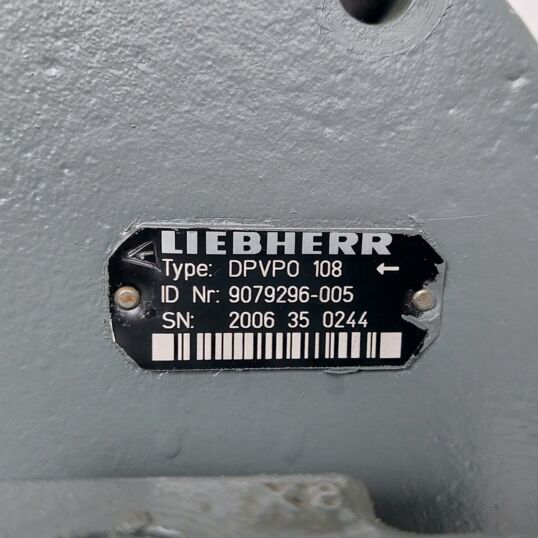 LIEBHERR
Type: DPVPO 108 ←
ID Nr: 9079296-005
SN: 2006 35 0244